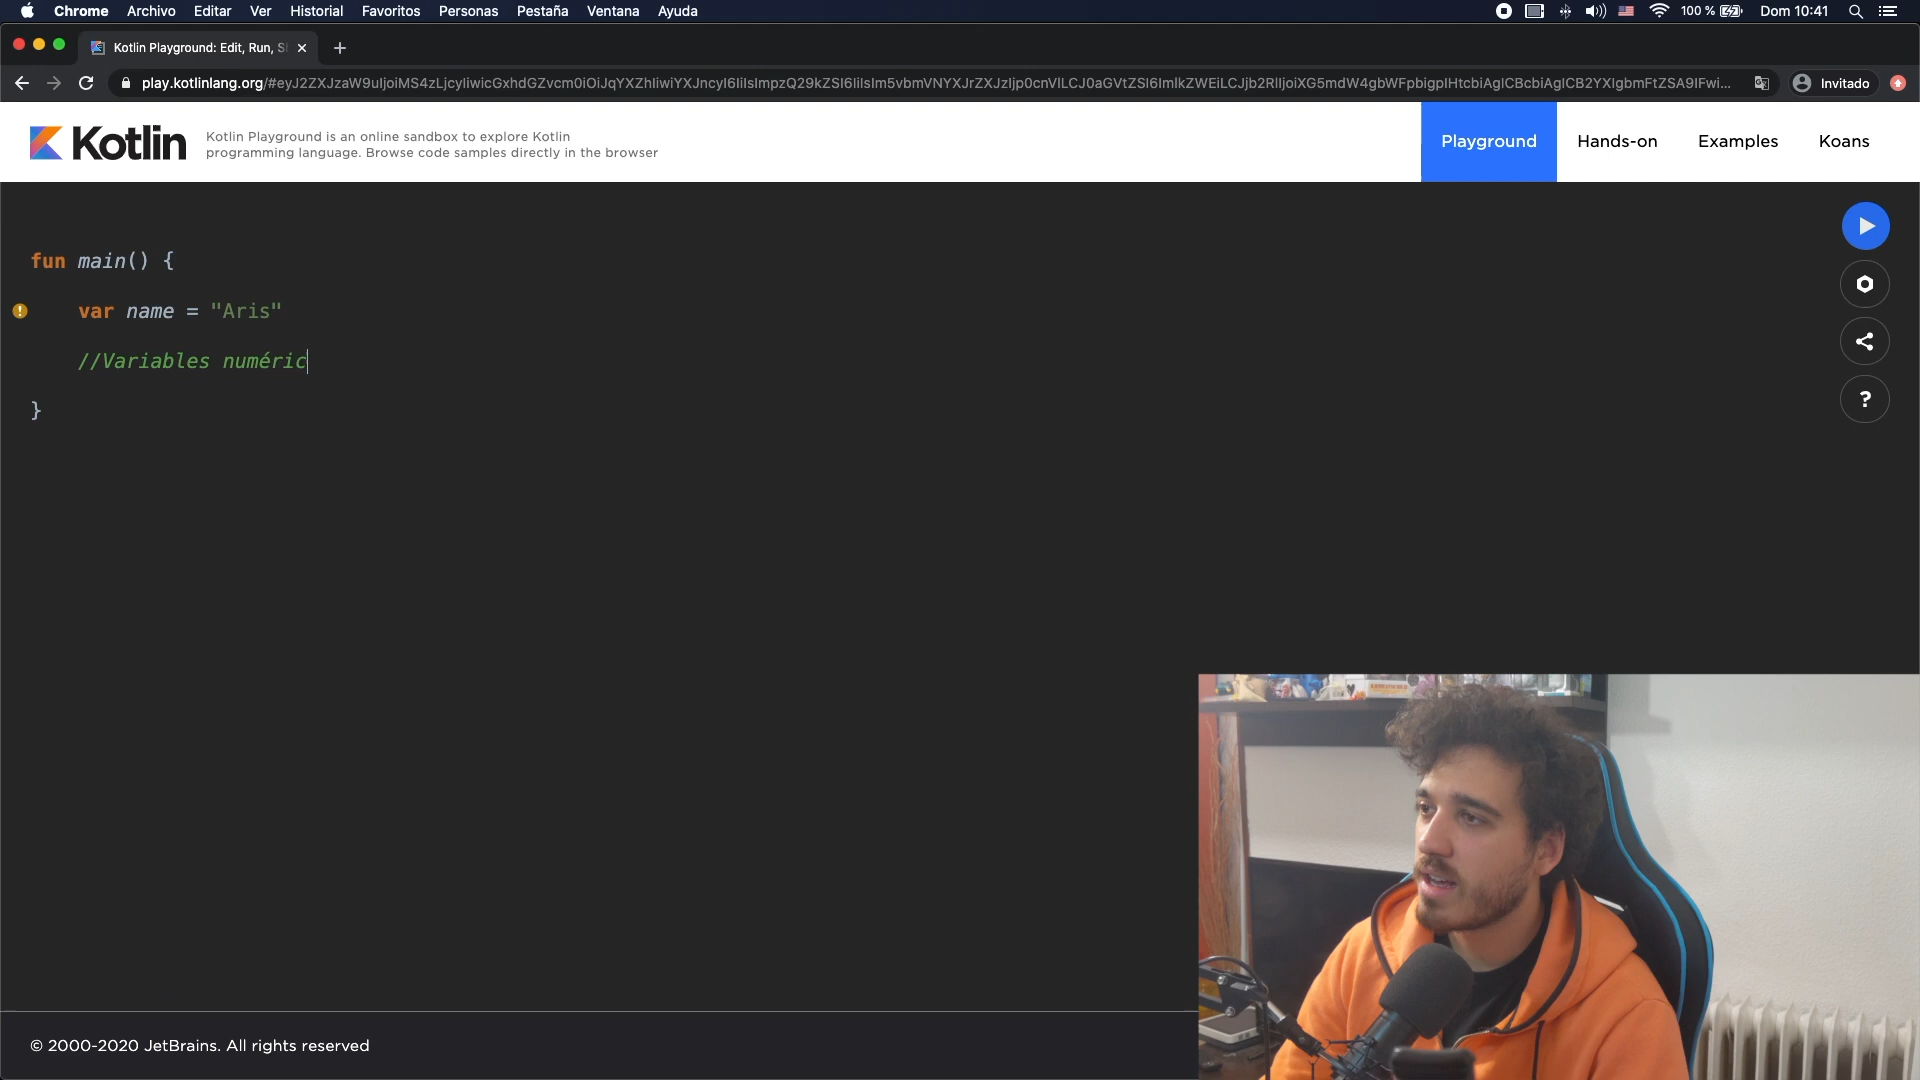 Chrome Archivo Editar Ver Historial Favoritos Personas Pestaña Ventana Ayuda 100 % Dom 10:41
Kotlin Playground: Edit, Run, S
play.kotlinlang.org Invitado
Kotlin
Kotlin Playground is an online sandbox to explore Kotlin
programming language. Browse code samples directly in the browser
Playground Hands-on Examples Koans
fun main() {
var name = "Aris"
//Variables numéric
}
?
© 2000-2020 JetBrains. All rights reserved